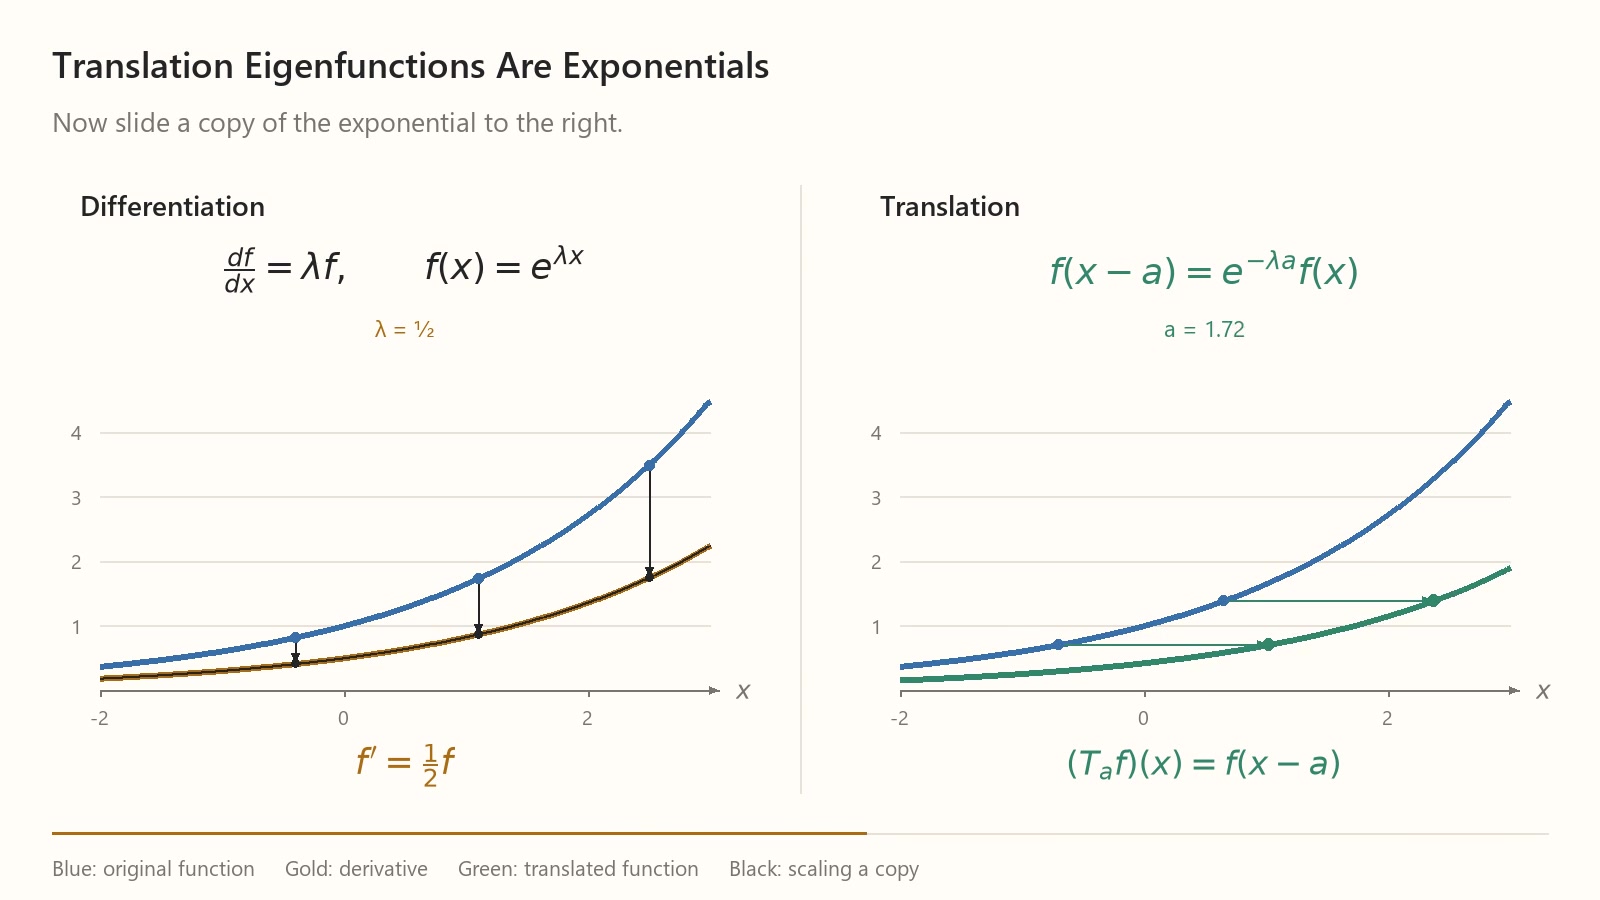 Translation Eigenfunctions Are Exponentials
Now slide a copy of the exponential to the right.
Differentiation
df/dx = λf, f(x) = e^{λx}
λ = ½
4
3
2
1
-2 0 2 x
f′ = 1/2 f
Translation
f(x − a) = e^{−λa}f(x)
a = 1.72
4
3
2
1
-2 0 2 x
(T_a f)(x) = f(x − a)
Blue: original function Gold: derivative Green: translated function Black: scaling a copy